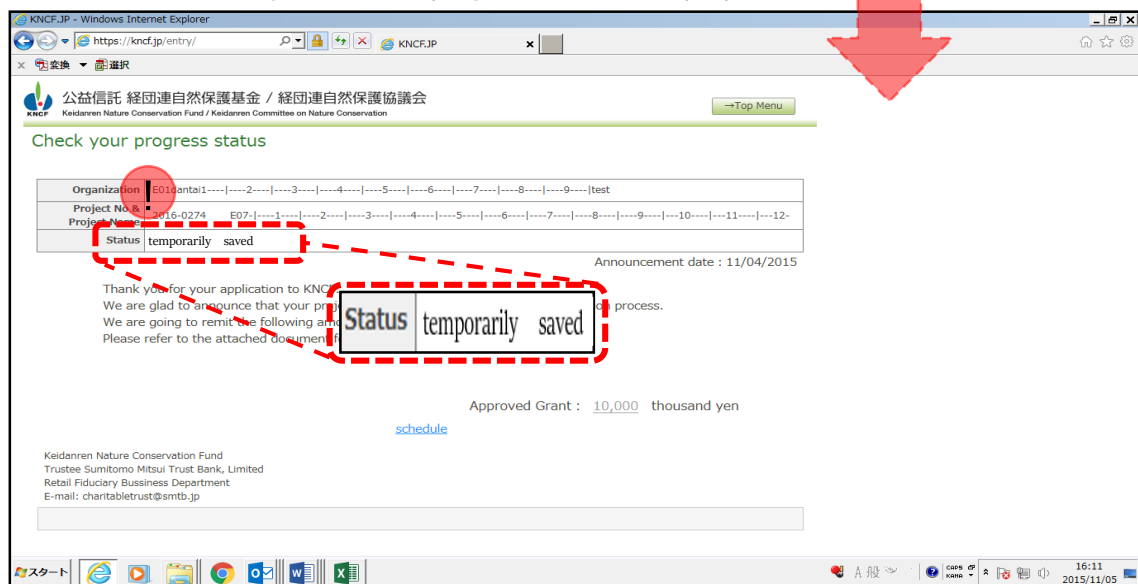 KNCF.JP - Windows Internet Explorer
https://kncf.jp/entry/
KNCF.JP
変換 選択
公益信託 経団連自然保護基金 / 経団連自然保護協議会
KNCF Keidanren Nature Conservation Fund / Keidanren Committee on Nature Conservation
→Top Menu
Check your progress status
Organization E01dantai1----|----2----|----3----|----4----|----5----|----6----|----7----|----8----|----9----|test
!
Project No.& Project Name 2016-0274 E07-|----1----|----2----|----3----|----4----|----5----|----6----|----7----|----8----|----9----|---10----|---11----|---12-
Status temporarily saved
Announcement date : 11/04/2015
Thank you for your application to KNCF.
We are glad to announce that your process.
We are going to remit the following
Please refer to the attached document
Status temporarily saved
Approved Grant : 10,000 thousand yen
schedule
Keidanren Nature Conservation Fund
Trustee Sumitomo Mitsui Trust Bank, Limited
Retail Fiduciary Bussiness Department
E-mail: charitabletrust@smtb.jp
スタート
A 般
CAPS
KANA
16:11
2015/11/05